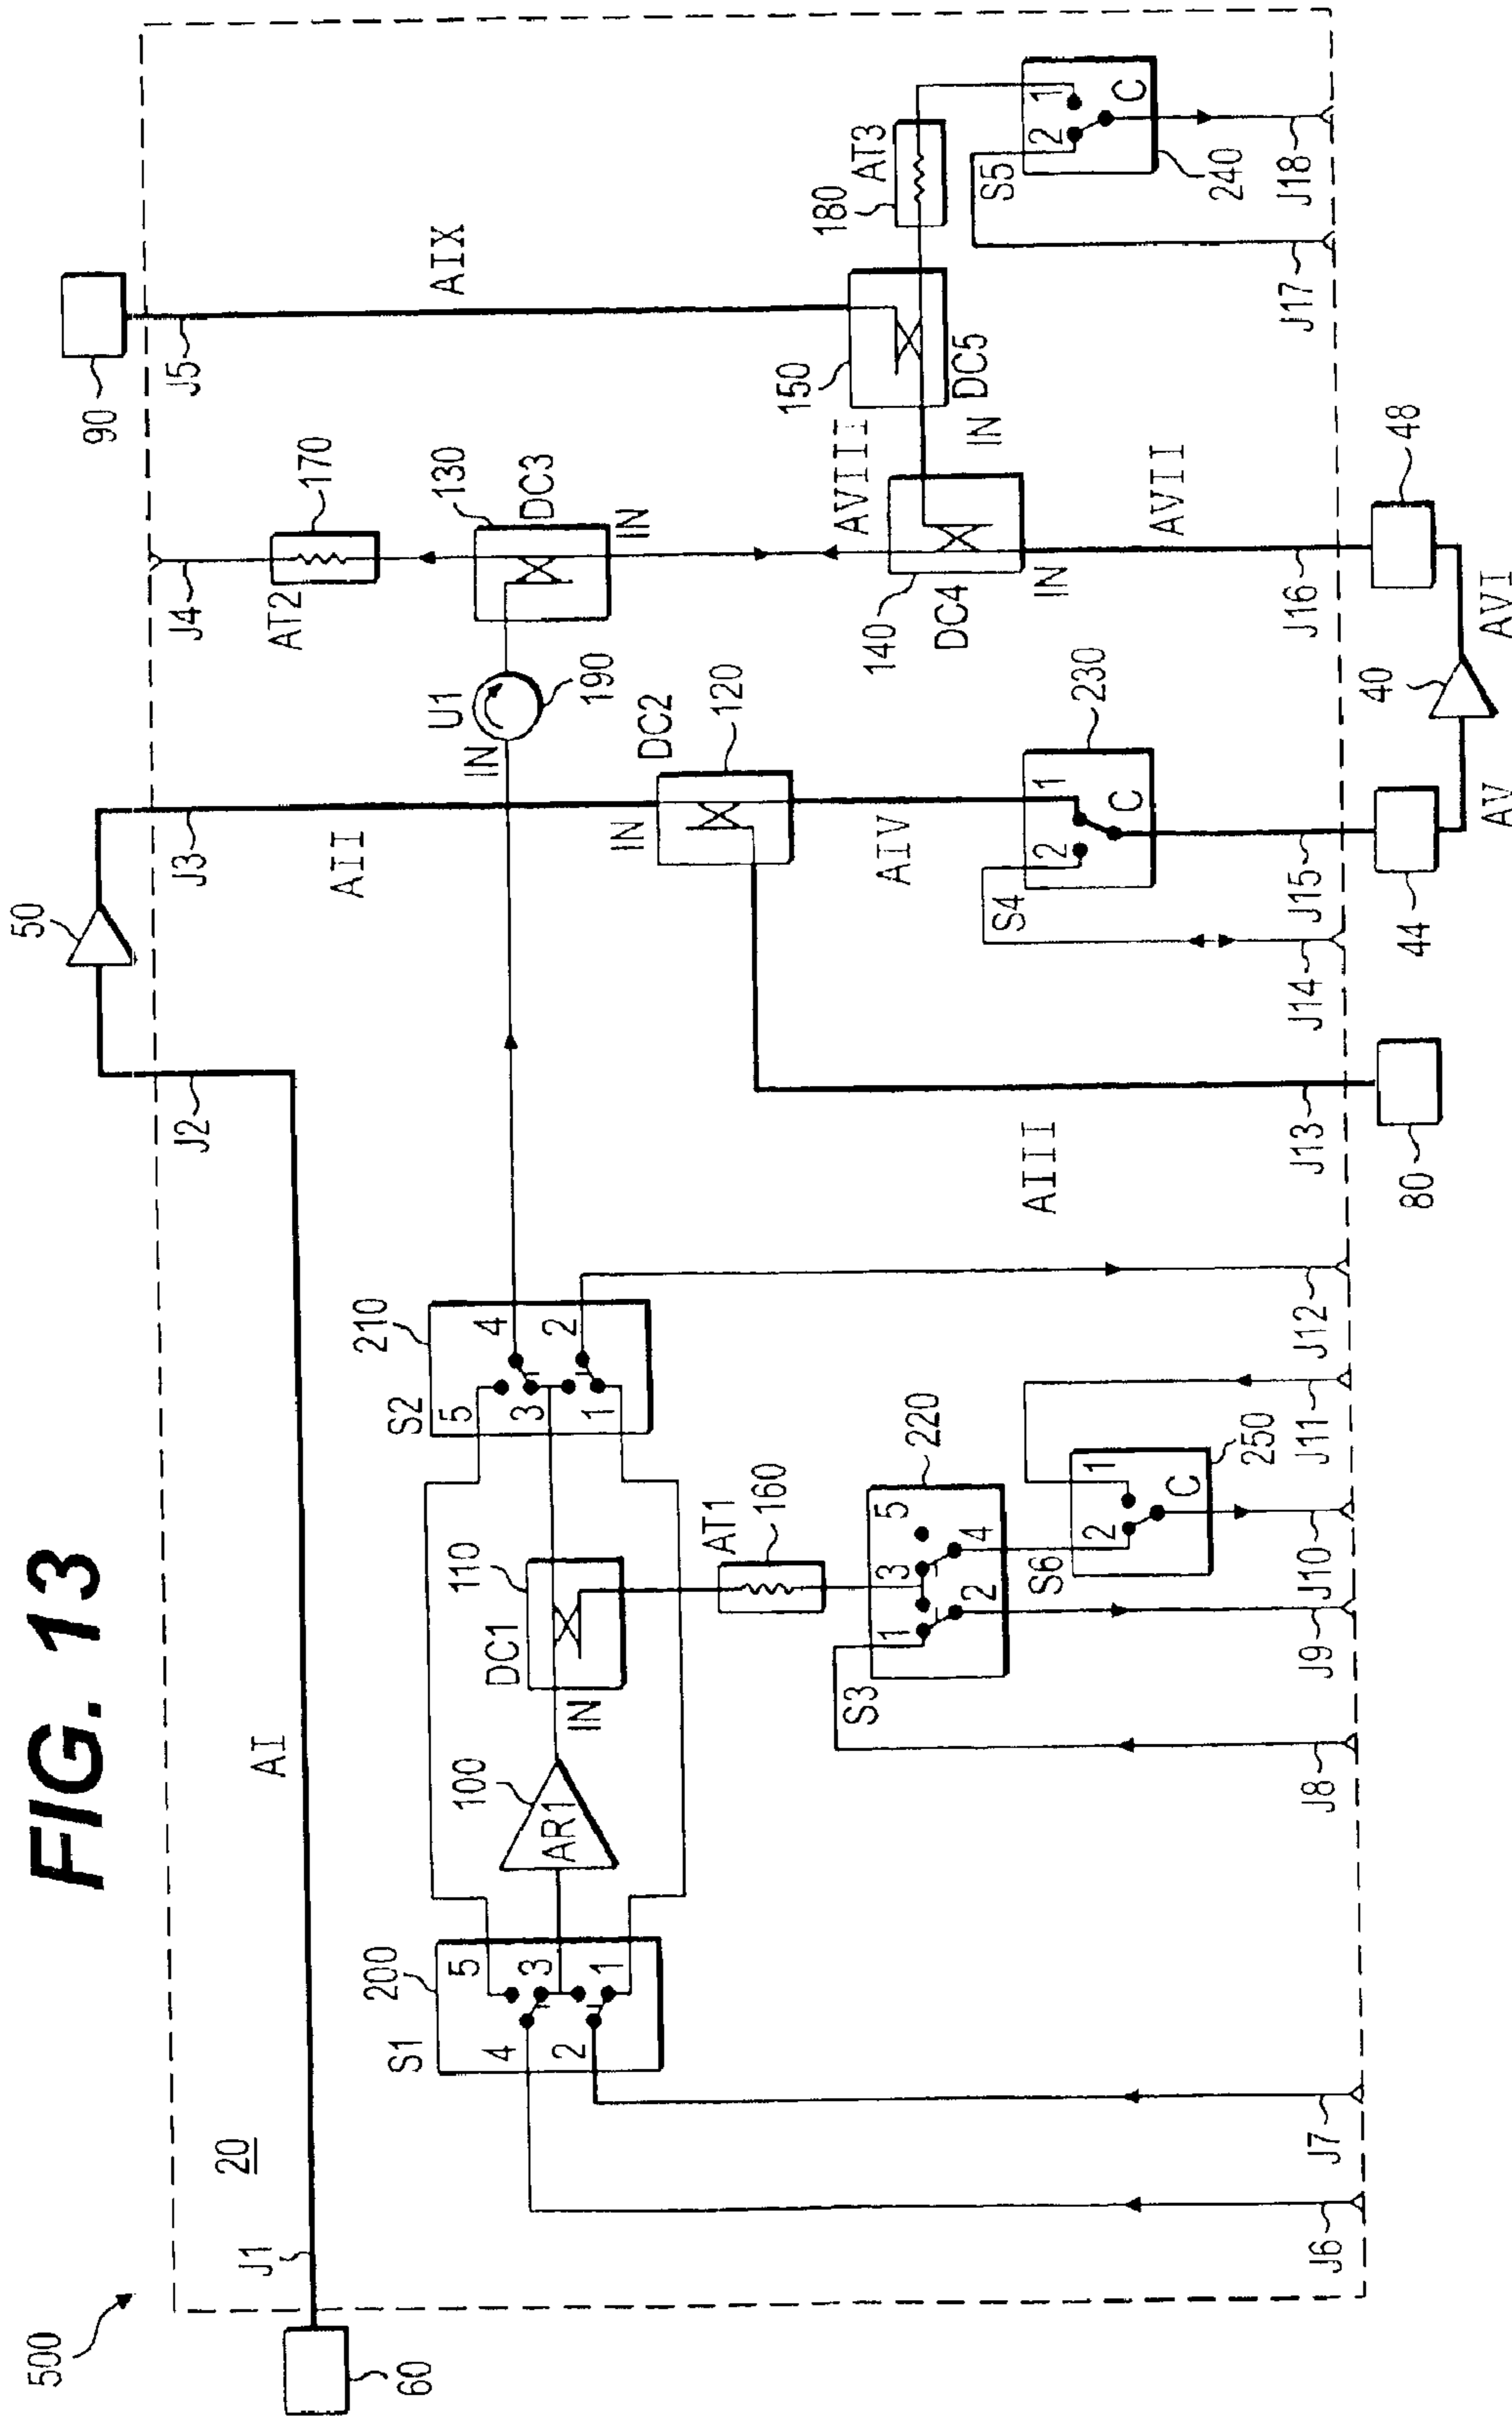 FIG. 13
500
60
J1
20
AI
J2
50
J3
AII
J4
AT2
170
90
J5
AIX
S1
200
4
2
5
3
1
100
AR1
DC1
110
IN
S2
210
5
3
1
4
2
U1
IN
190
130
DC3
IN
AT1
160
DC2
120
IN
AIV
AVIII
140
DC4
IN
AVII
150
DC5
IN
180
AT3
S3
220
1
3
5
2
4
S6
250
2
1
C
S4
230
2
1
C
S5
240
2
1
C
AIII
J6
J7
J8
J9
J10
J11
J12
J13
J14
J15
J16
J17
J18
80
44
AV
40
AVI
48